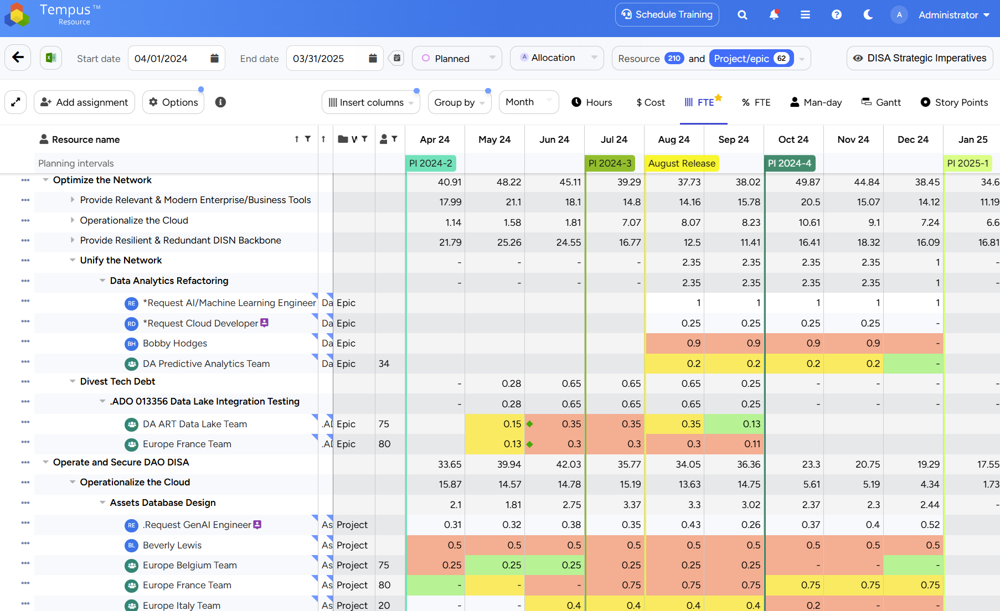 Tempus™
Resource
Schedule Training
A Administrator
Start date 04/01/2024 End date 03/31/2025 Planned A Allocation Resource 210 and Project/epic 62 DISA Strategic Imperatives
Add assignment Options Insert columns Group by Month Hours $ Cost FTE % FTE Man-day Gantt Story Points
Resource name Apr 24 May 24 Jun 24 Jul 24 Aug 24 Sep 24 Oct 24 Nov 24 Dec 24 Jan 25
Planning intervals PI 2024-2 PI 2024-3 August Release PI 2024-4 PI 2025-1
Optimize the Network 40.91 48.22 45.11 39.29 37.73 38.02 49.87 44.84 38.45 34.6
Provide Relevant & Modern Enterprise/Business Tools 17.99 21.1 18.1 14.8 14.16 15.78 20.5 15.07 14.12 11.19
Operationalize the Cloud 1.14 1.58 1.81 7.07 8.07 8.23 10.61 9.1 7.24 6.6
Provide Resilient & Redundant DISN Backbone 21.79 25.26 24.55 16.77 12.5 11.41 16.41 18.32 16.09 16.81
Unify the Network - - - - 2.35 2.35 2.35 2.35 1 -
Data Analytics Refactoring - - - - 2.35 2.35 2.35 2.35 1 -
RE *Request AI/Machine Learning Engineer Da Epic 1 1 1 1 1
RD *Request Cloud Developer Da Epic 0.25 0.25 0.25 0.25 -
BH Bobby Hodges Da Epic 0.9 0.9 0.9 0.9 -
DA Predictive Analytics Team Da Epic 34 0.2 0.2 0.2 0.2 -
Divest Tech Debt - 0.28 0.65 0.65 0.65 0.25 - - - -
.ADO 013356 Data Lake Integration Testing - 0.28 0.65 0.65 0.65 0.25 - - - -
DA ART Data Lake Team Epic 75 0.15 0.35 0.35 0.35 0.13
Europe France Team Epic 80 0.13 0.3 0.3 0.3 0.11
Operate and Secure DAO DISA 33.65 39.94 42.03 35.77 34.05 36.36 23.3 20.75 19.29 17.55
Operationalize the Cloud 15.87 14.57 14.78 15.19 13.63 14.75 5.61 5.19 4.34 1.73
Assets Database Design 2.1 1.81 2.75 3.37 3.3 3.02 2.37 2.3 2.44 -
RE .Request GenAI Engineer As Project 0.31 0.32 0.38 0.35 0.43 0.26 0.37 0.4 0.52
BL Beverly Lewis As Project 0.5 0.5 0.5 0.5 0.5 0.5 0.5 0.5 0.5
Europe Belgium Team As Project 75 0.25 0.25 0.25 0.25 0.25 0.25 - - -
Europe France Team As Project 80 - - - 0.75 0.75 0.75 0.75 0.75 0.75
Europe Italy Team As Project 20 - - 0.4 0.4 0.4 0.4 0.2 - -